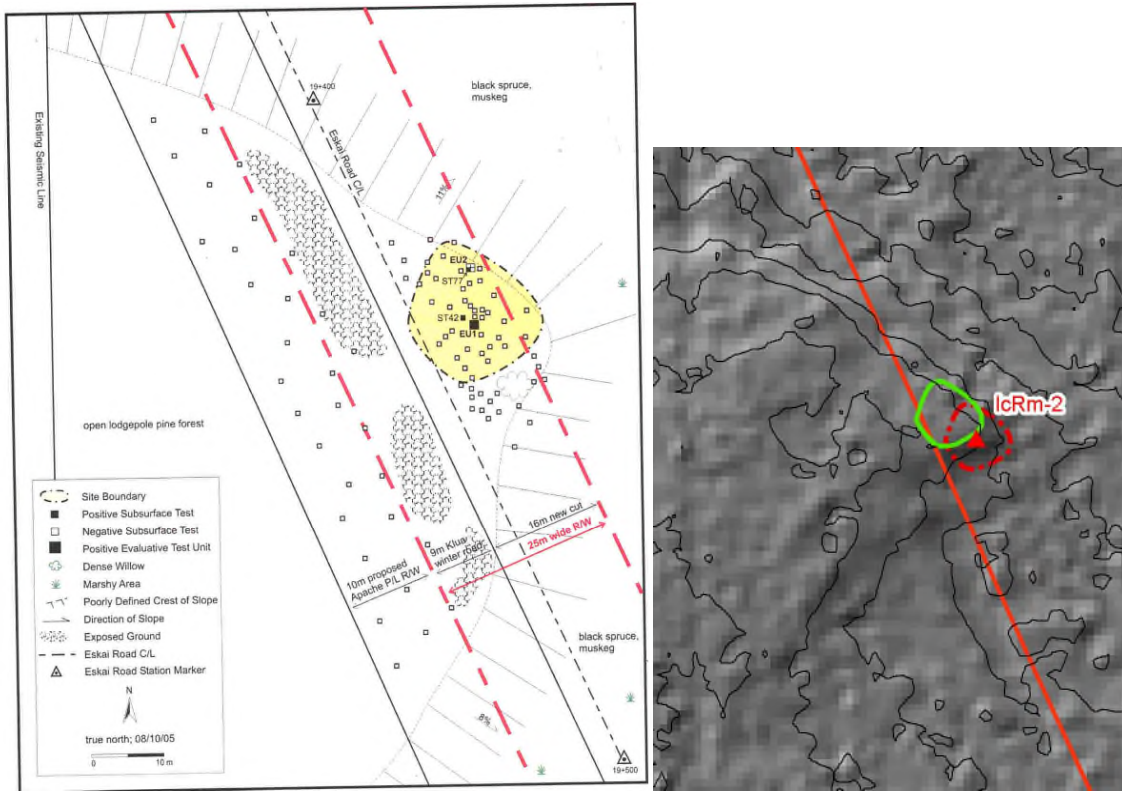 Existing Seismic Line
19+400
Eskai Road C/L
black spruce,
muskeg
11%
EU2
ST77
ST42
EU1
open lodgepole pine forest
16m new cut
25m wide R/W
9m Klua
winter road
10m proposed
Apache P/L R/W
black spruce,
muskeg
8%
19+500
Site Boundary
Positive Subsurface Test
Negative Subsurface Test
Positive Evaluative Test Unit
Dense Willow
Marshy Area
Poorly Defined Crest of Slope
Direction of Slope
Exposed Ground
Eskai Road C/L
Eskai Road Station Marker
N
true north; 08/10/05
0 10 m
IcRm-2